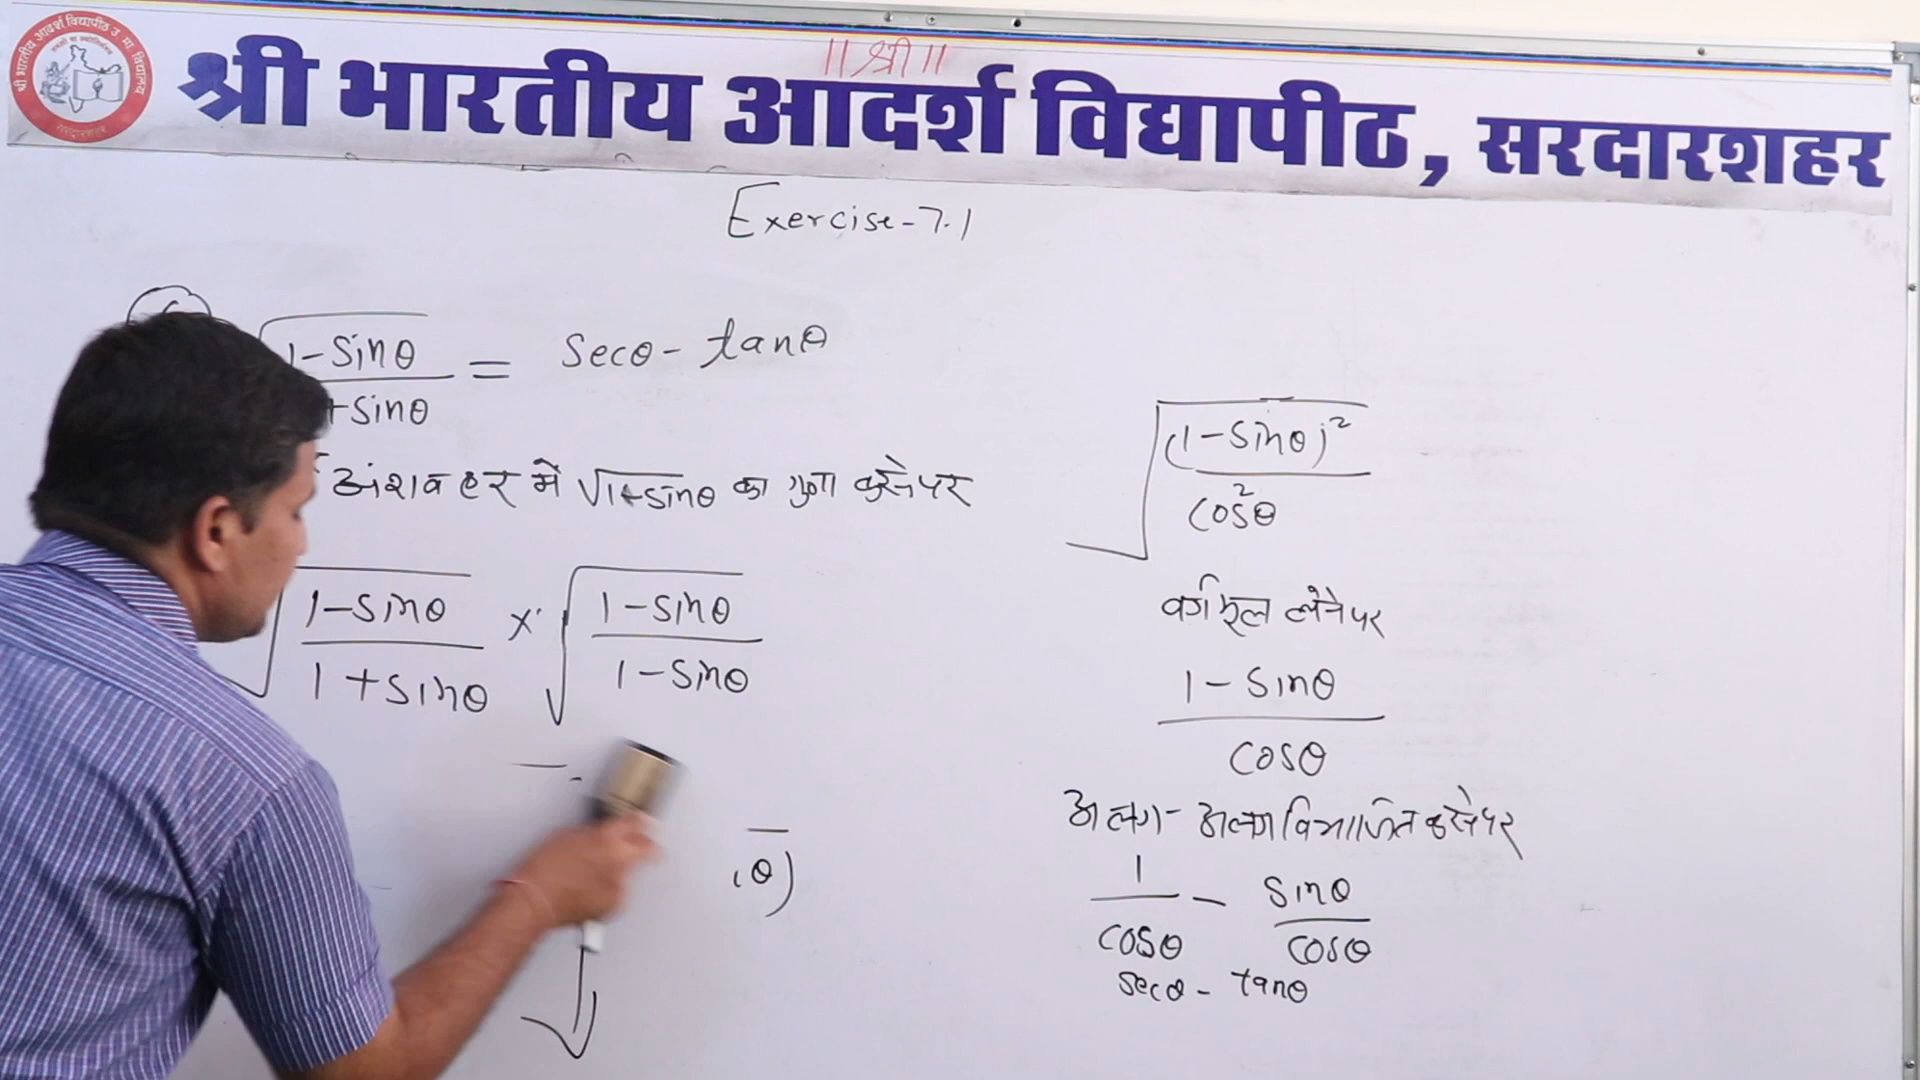 ॥ श्री ॥
श्री भारतीय आदर्श विद्यापीठ, सरदारशहर
Exercise-7.1
1-sinθ = secθ - tanθ
+sinθ
अंश व हर में √1+sinθ का गुणा करने पर
√ 1-sinθ × √ 1-sinθ
1+sinθ 1-sinθ
θ)
√ (1-sinθ)²
cos²θ
वर्गमूल लेने पर
1 - sinθ
cosθ
अलग-अलग विभाजित करने पर
1 - sinθ
cosθ cosθ
secθ - tanθ